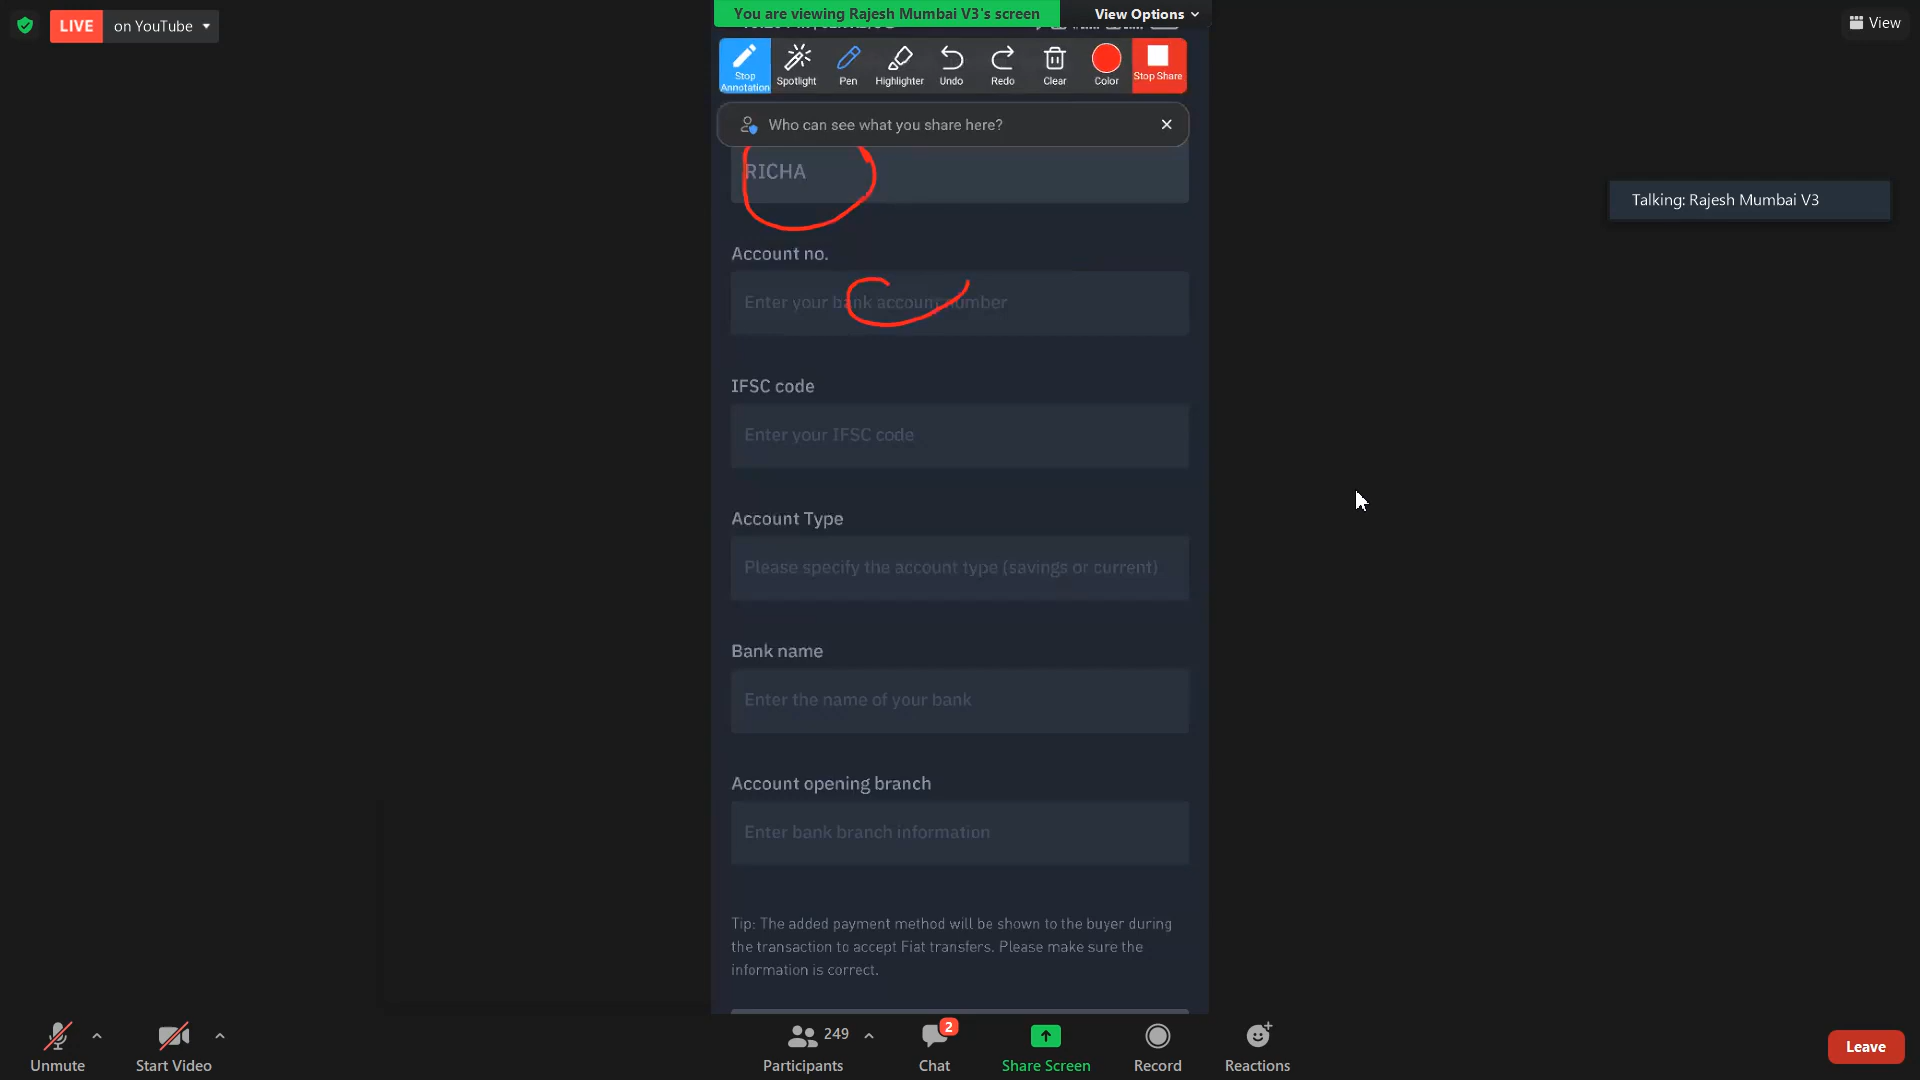 You are viewing Rajesh Mumbai V3's screen
View Options
LIVE on YouTube
View
Stop Annotation
Spotlight
Pen
Highlighter
Undo
Redo
Clear
Color
Stop Share
Who can see what you share here?
RICHA
Talking: Rajesh Mumbai V3
Account no.
Enter your bank account number
IFSC code
Enter your IFSC code
Account Type
Please specify the account type (savings or current)
Bank name
Enter the name of your bank
Account opening branch
Enter bank branch information
Tip: The added payment method will be shown to the buyer during
the transaction to accept Fiat transfers. Please make sure the
information is correct.
Unmute
Start Video
249
Participants
2
Chat
Share Screen
Record
Reactions
Leave